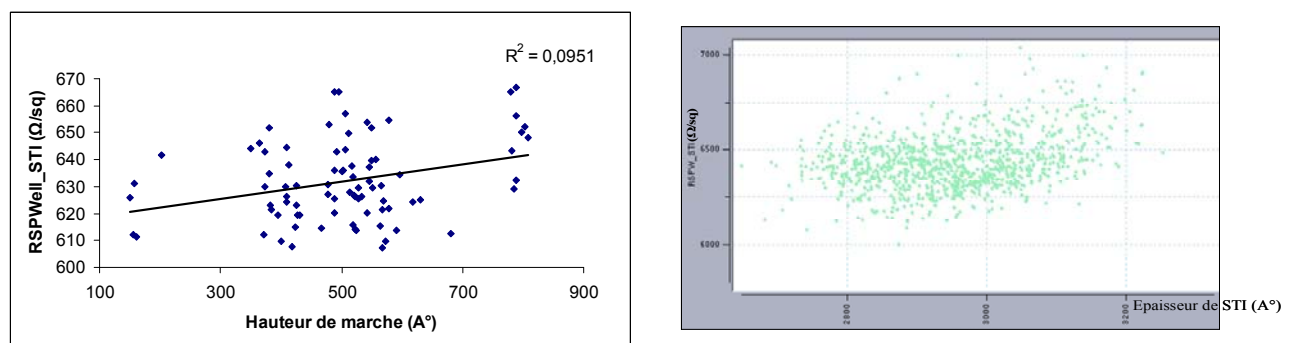 R² = 0,0951
RSPWell_STI (Ω/sq)
670
660
650
640
630
620
610
600
100 300 500 700 900
Hauteur de marche (A°)
7000
6500
6000
RSPW_STI(Ω/sq)
2800 3000 3200
Epaisseur de STI (A°)